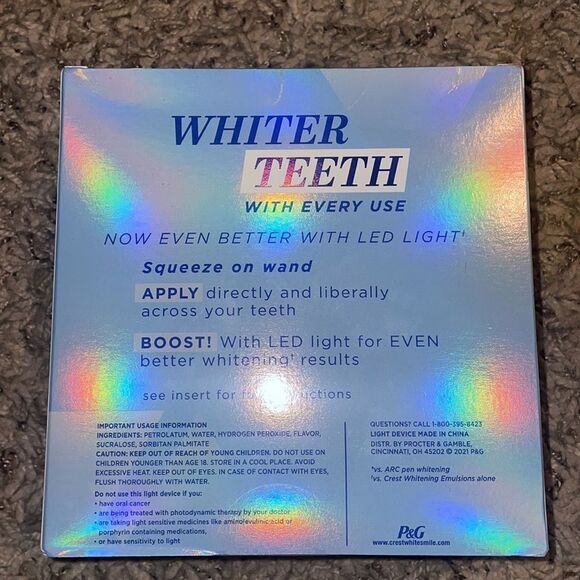 WHITER
TEETH
WITH EVERY USE
NOW EVEN BETTER WITH LED LIGHT†
Squeeze on wand
APPLY directly and liberally
across your teeth
BOOST! With LED light for EVEN
better whitening† results
see insert for full instructions
IMPORTANT USAGE INFORMATION
INGREDIENTS: PETROLATUM, WATER, HYDROGEN PEROXIDE, FLAVOR,
SUCRALOSE, SORBITAN PALMITATE
CAUTION: KEEP OUT OF REACH OF YOUNG CHILDREN. DO NOT USE ON
CHILDREN YOUNGER THAN AGE 18. STORE IN A COOL PLACE. AVOID
EXCESSIVE HEAT. KEEP OUT OF EYES. IN CASE OF CONTACT WITH EYES,
FLUSH THOROUGHLY WITH WATER.
Do not use this light device if you:
• have oral cancer
• are being treated with photodynamic therapy by your doctor
• are taking light sensitive medicines like aminolevulinic acid or
porphyrin containing medications,
• or have sensitivity to light
QUESTIONS? CALL 1-800-395-8423
LIGHT DEVICE MADE IN CHINA
DISTR. BY PROCTER & GAMBLE,
CINCINNATI, OH 45202 © 2021 P&G
*vs. ARC pen whitening
†vs. Crest Whitening Emulsions alone
P&G
www.crestwhitesmile.com